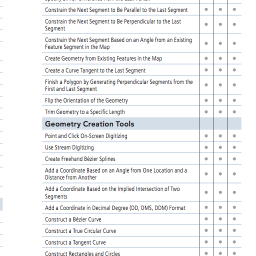 Constrain the Next Segment to Be Parallel to the Last Segment
Constrain the Next Segment to Be Perpendicular to the Last
Segment
Constrain the Next Segment Based on an Angle from an Existing
Feature Segment in the Map
Create Geometry from Existing Features in the Map
Create a Curve Tangent to the Last Segment
Finish a Polygon by Generating Perpendicular Segments from the
First and Last Segment
Flip the Orientation of the Geometry
Trim Geometry to a Specific Length
Geometry Creation Tools
Point and Click On-Screen Digitizing
Use Stream Digitizing
Create Freehand Bézier Splines
Add a Coordinate Based on an Angle from One Location and a
Distance from Another
Add a Coordinate Based on the Implied Intersection of Two
Segments
Add a Coordinate in Decimal Degree (DD, DMS, DDM) Format
Construct a Bézier Curve
Construct a True Circular Curve
Construct a Tangent Curve
Construct Rectangles and Circles